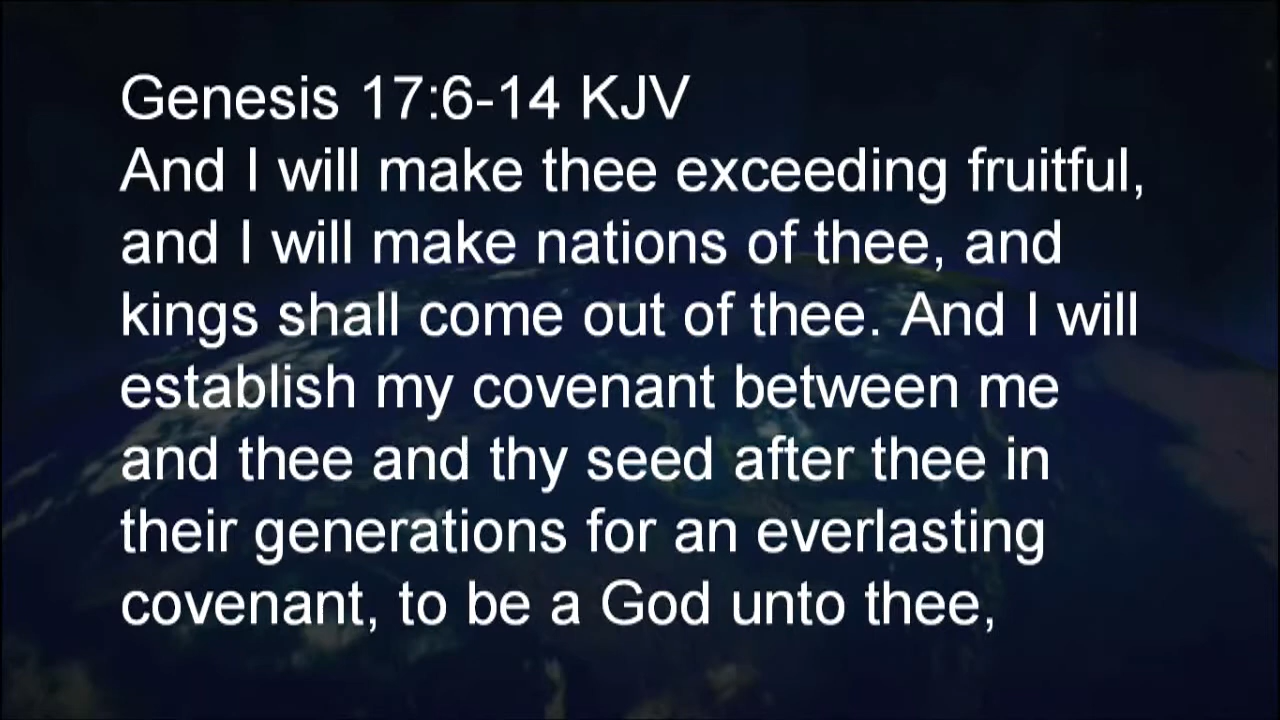 Genesis 17:6-14 KJV
And I will make thee exceeding fruitful,
and I will make nations of thee, and
kings shall come out of thee. And I will
establish my covenant between me
and thee and thy seed after thee in
their generations for an everlasting
covenant, to be a God unto thee,